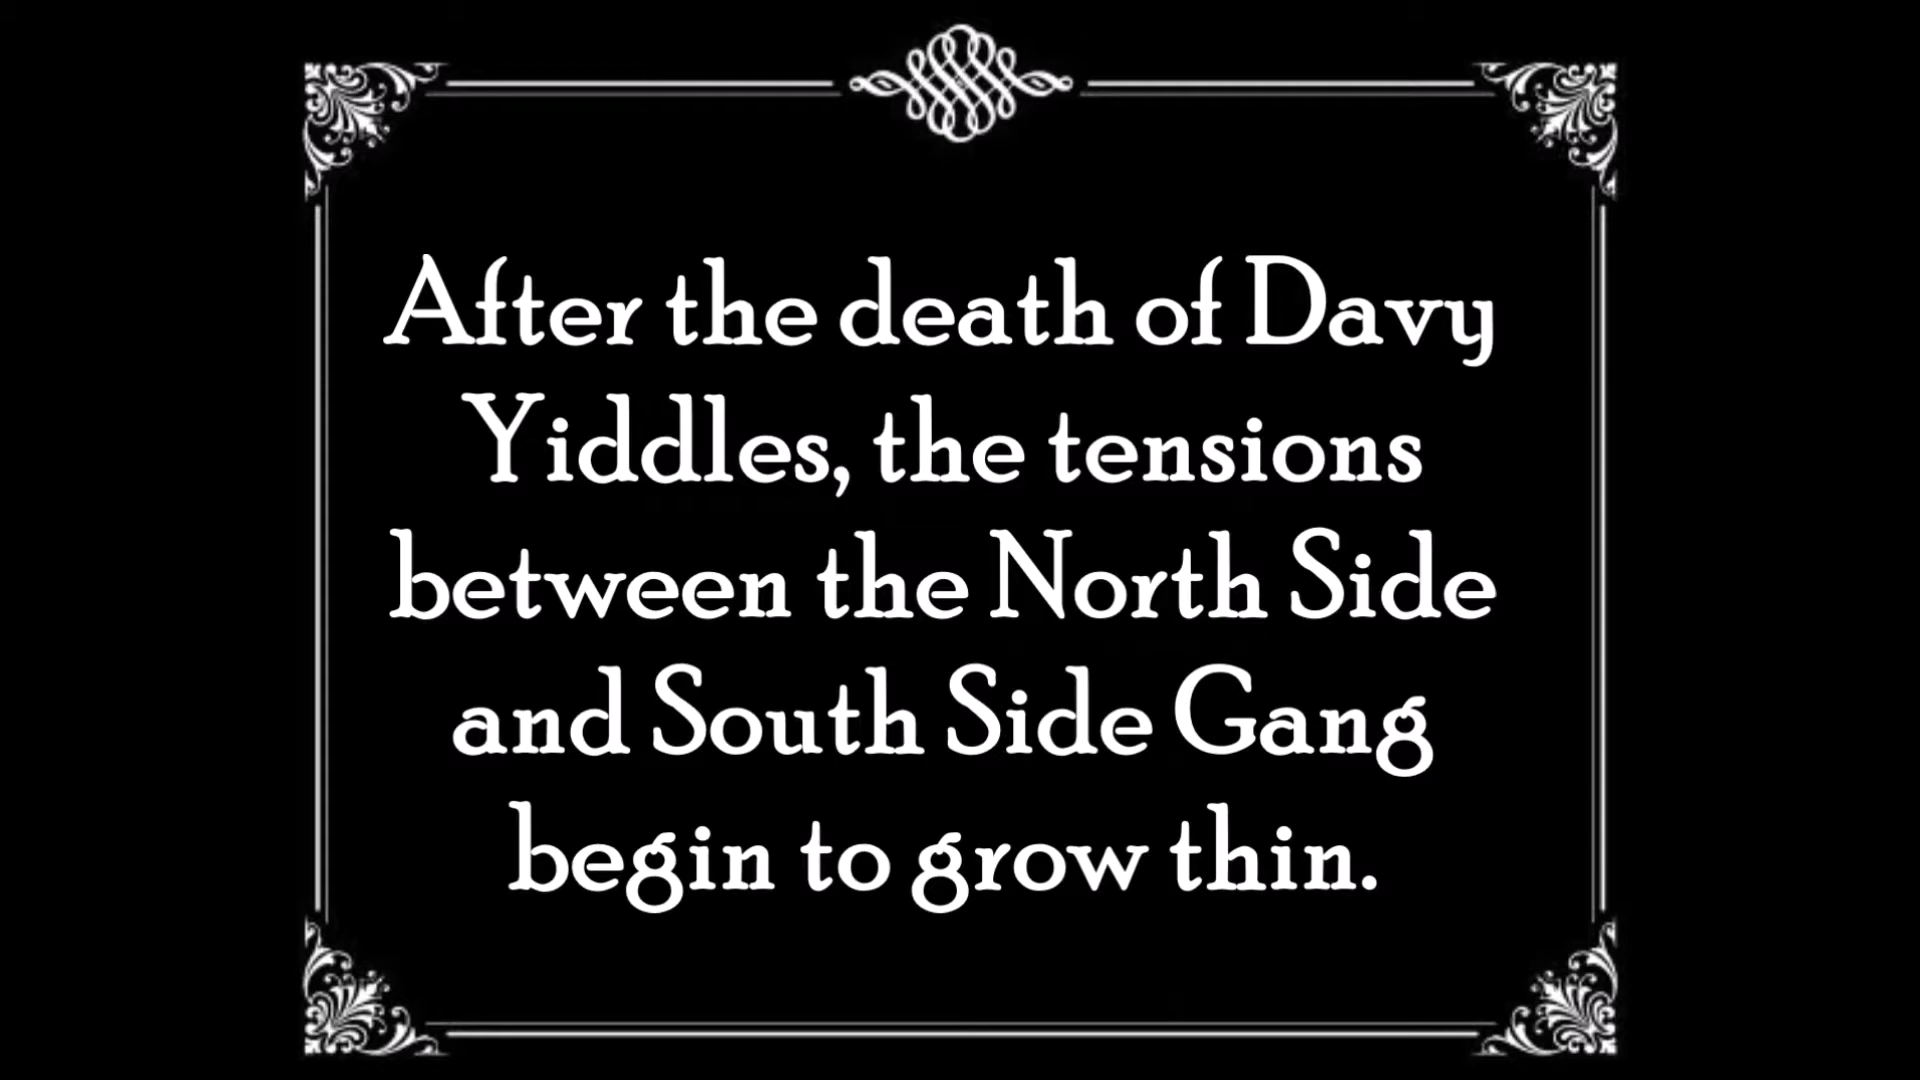 After the death of Davy
Yiddles, the tensions
between the North Side
and South Side Gang
begin to grow thin.